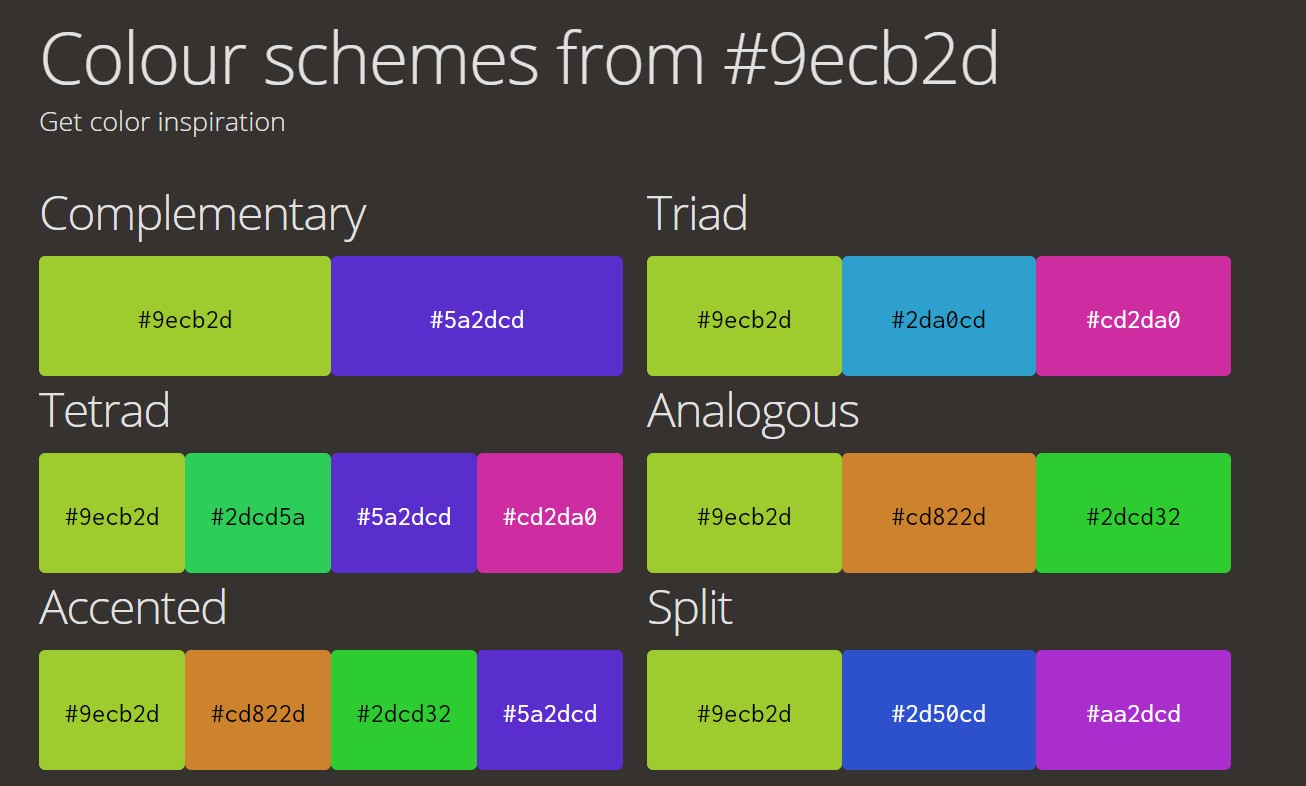 Colour schemes from #9ecb2d
Get color inspiration
Complementary
#9ecb2d #5a2dcd
Triad
#9ecb2d #2da0cd #cd2da0
Tetrad
#9ecb2d #2dcd5a #5a2dcd #cd2da0
Analogous
#9ecb2d #cd822d #2dcd32
Accented
#9ecb2d #cd822d #2dcd32 #5a2dcd
Split
#9ecb2d #2d50cd #aa2dcd